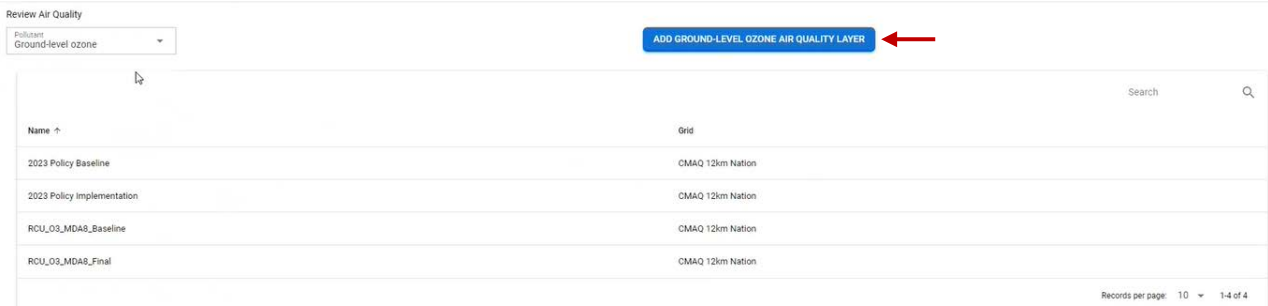 Review Air Quality
Pollutant
Ground-level ozone
ADD GROUND-LEVEL OZONE AIR QUALITY LAYER
Search
Name Grid
2023 Policy Baseline CMAQ 12km Nation
2023 Policy Implementation CMAQ 12km Nation
RCU_O3_MDA8_Baseline CMAQ 12km Nation
RCU_O3_MDA8_Final CMAQ 12km Nation
Records per page: 10 1-4 of 4